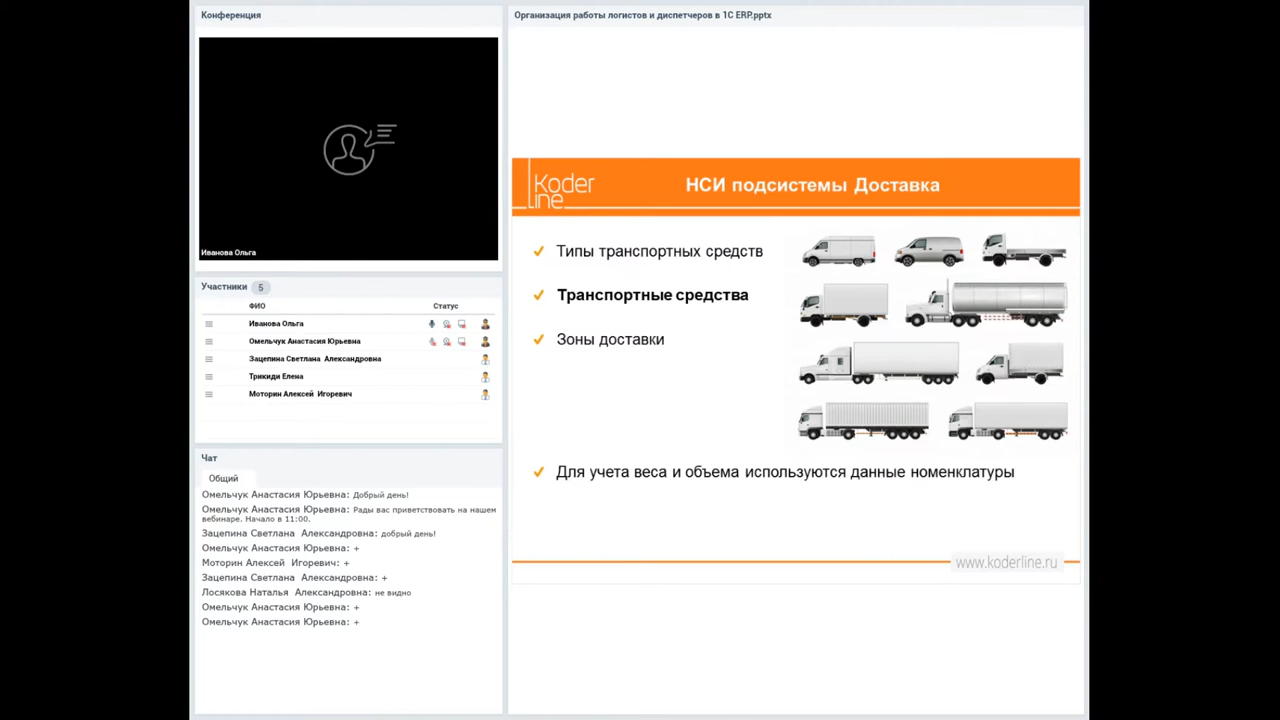 Конференция
Иванова Ольга
Участники 5
ФИО Статус
Иванова Ольга
Омельчук Анастасия Юрьевна
Зацепина Светлана Александровна
Трикиди Елена
Моторин Алексей Игоревич
Чат
Общий
Омельчук Анастасия Юрьевна: Добрый день!
Омельчук Анастасия Юрьевна: Рады вас приветствовать на нашем
вебинаре. Начало в 11:00.
Зацепина Светлана Александровна: добрый день!
Омельчук Анастасия Юрьевна: +
Моторин Алексей Игоревич: +
Зацепина Светлана Александровна: +
Лосякова Наталья Александровна: не видно
Омельчук Анастасия Юрьевна: +
Омельчук Анастасия Юрьевна: +
Организация работы логистов и диспетчеров в 1С ERP.pptx
Koder
line
НСИ подсистемы Доставка
Типы транспортных средств
Транспортные средства
Зоны доставки
Для учета веса и объема используются данные номенклатуры
www.koderline.ru